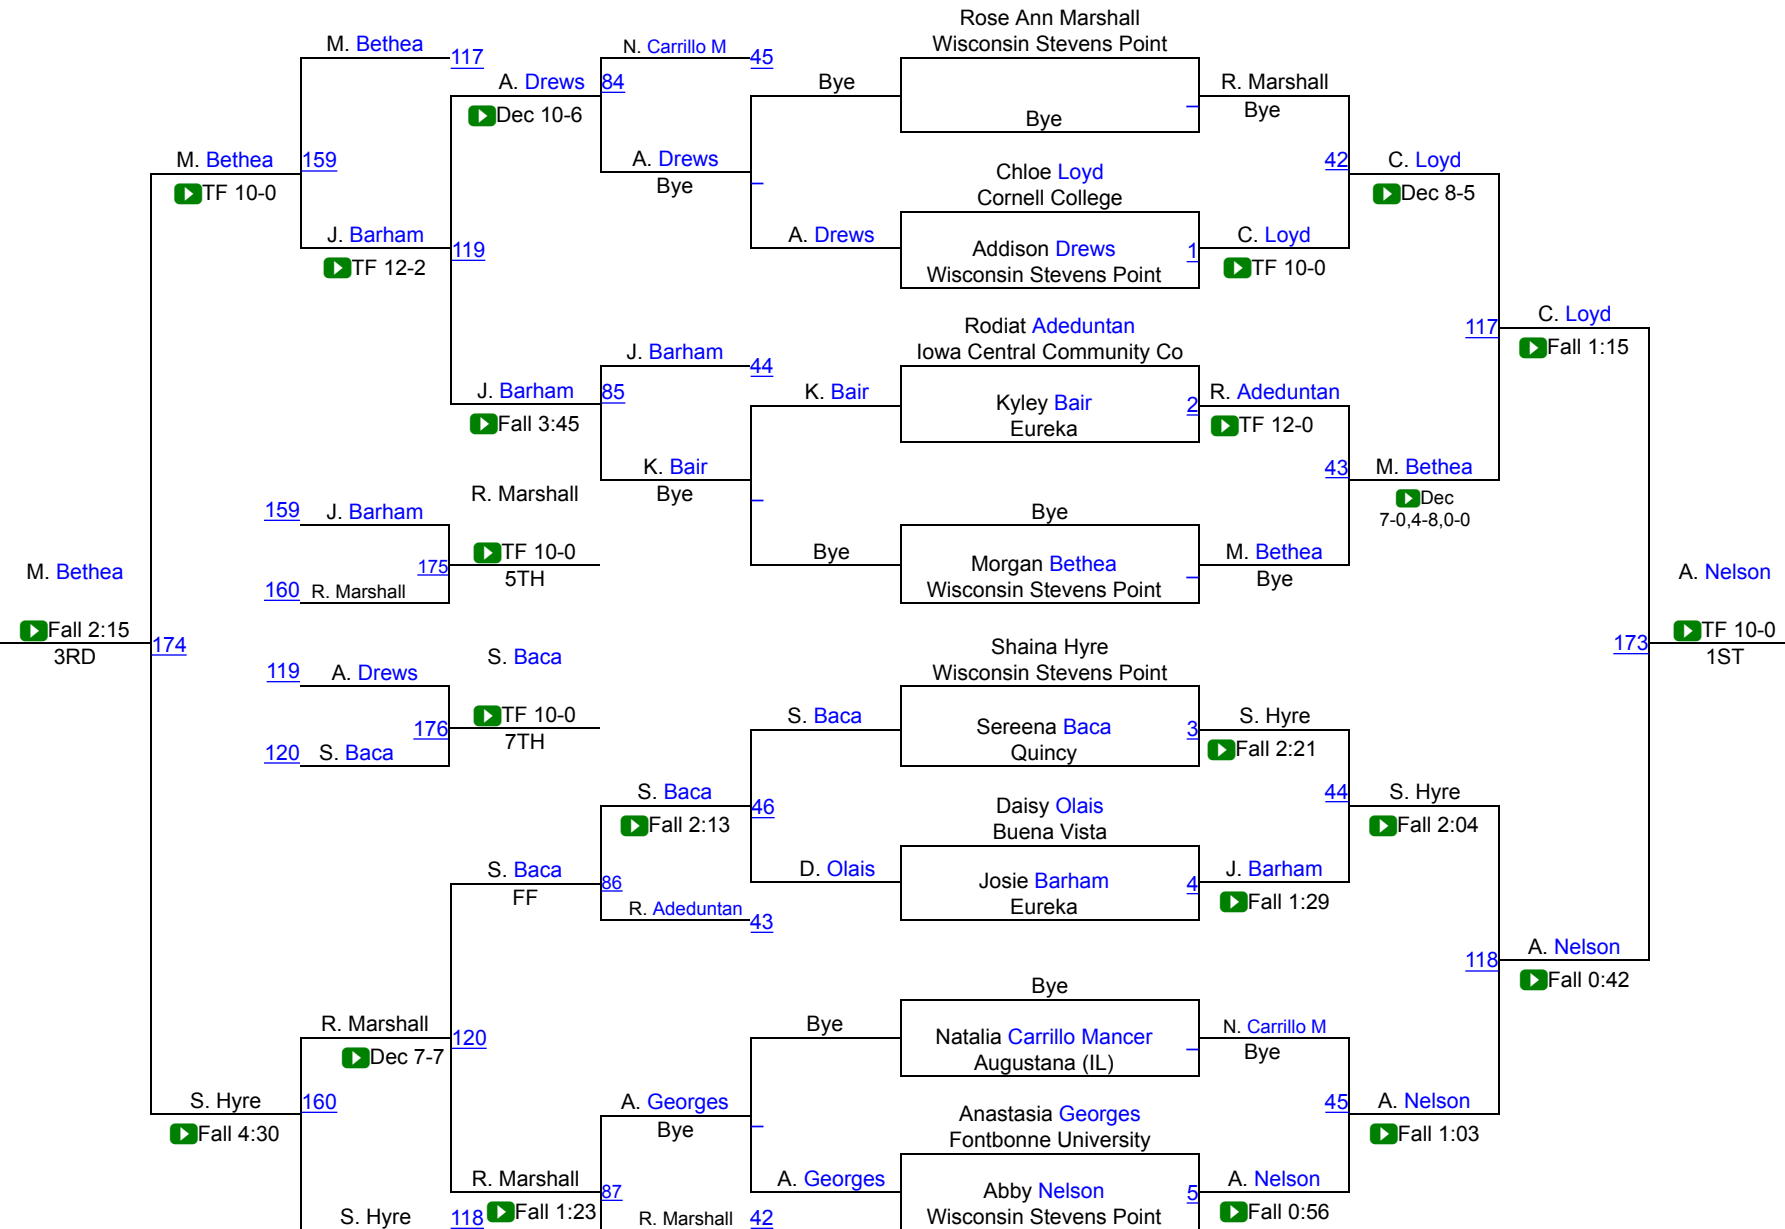 Rose Ann Marshall
Wisconsin Stevens Point
Bye
Chloe Loyd
Cornell College
Addison Drews
1
Wisconsin Stevens Point
Rodiat Adeduntan
Iowa Central Community Co
Kyley Bair
2
Eureka
Bye
Morgan Bethea
Wisconsin Stevens Point
Shaina Hyre
Wisconsin Stevens Point
Sereena Baca
3
Quincy
Daisy Olais
Buena Vista
Josie Barham
4
Eureka
Bye
Natalia Carrillo Mancer
Augustana (IL)
Anastasia Georges
Fontbonne University
Abby Nelson
5
Wisconsin Stevens Point
R. Marshall
Bye
42
C. Loyd
TF 10-0
R. Adeduntan
TF 12-0
43
M. Bethea
Bye
S. Hyre
Fall 2:21
44
J. Barham
Fall 1:29
N. Carrillo M
Bye
45
A. Nelson
Fall 0:56
C. Loyd
Dec 8-5
117
M. Bethea
Dec
7-0,4-8,0-0
S. Hyre
Fall 2:04
118
A. Nelson
Fall 1:03
C. Loyd
Fall 1:15
173
A. Nelson
Fall 0:42
A. Nelson
TF 10-0
1ST
Bye
A. Drews
K. Bair
Bye
S. Baca
D. Olais
Bye
A. Georges
N. Carrillo M
45
A. Drews
Bye
J. Barham
44
K. Bair
Bye
S. Baca
46
Fall 2:13
R. Adeduntan
43
A. Georges
Bye
R. Marshall
42
A. Drews
84
Dec 10-6
J. Barham
85
Fall 3:45
S. Baca
86
FF
R. Marshall
87
Fall 1:23
M. Bethea
117
J. Barham
119
TF 12-2
R. Marshall
120
Dec 7-7
S. Hyre
118
159
J. Barham
160
R. Marshall
175
R. Marshall
TF 10-0
5TH
119
A. Drews
120
S. Baca
176
S. Baca
TF 10-0
7TH
M. Bethea
159
TF 10-0
S. Hyre
160
Fall 4:30
M. Bethea
Fall 2:15
174
3RD